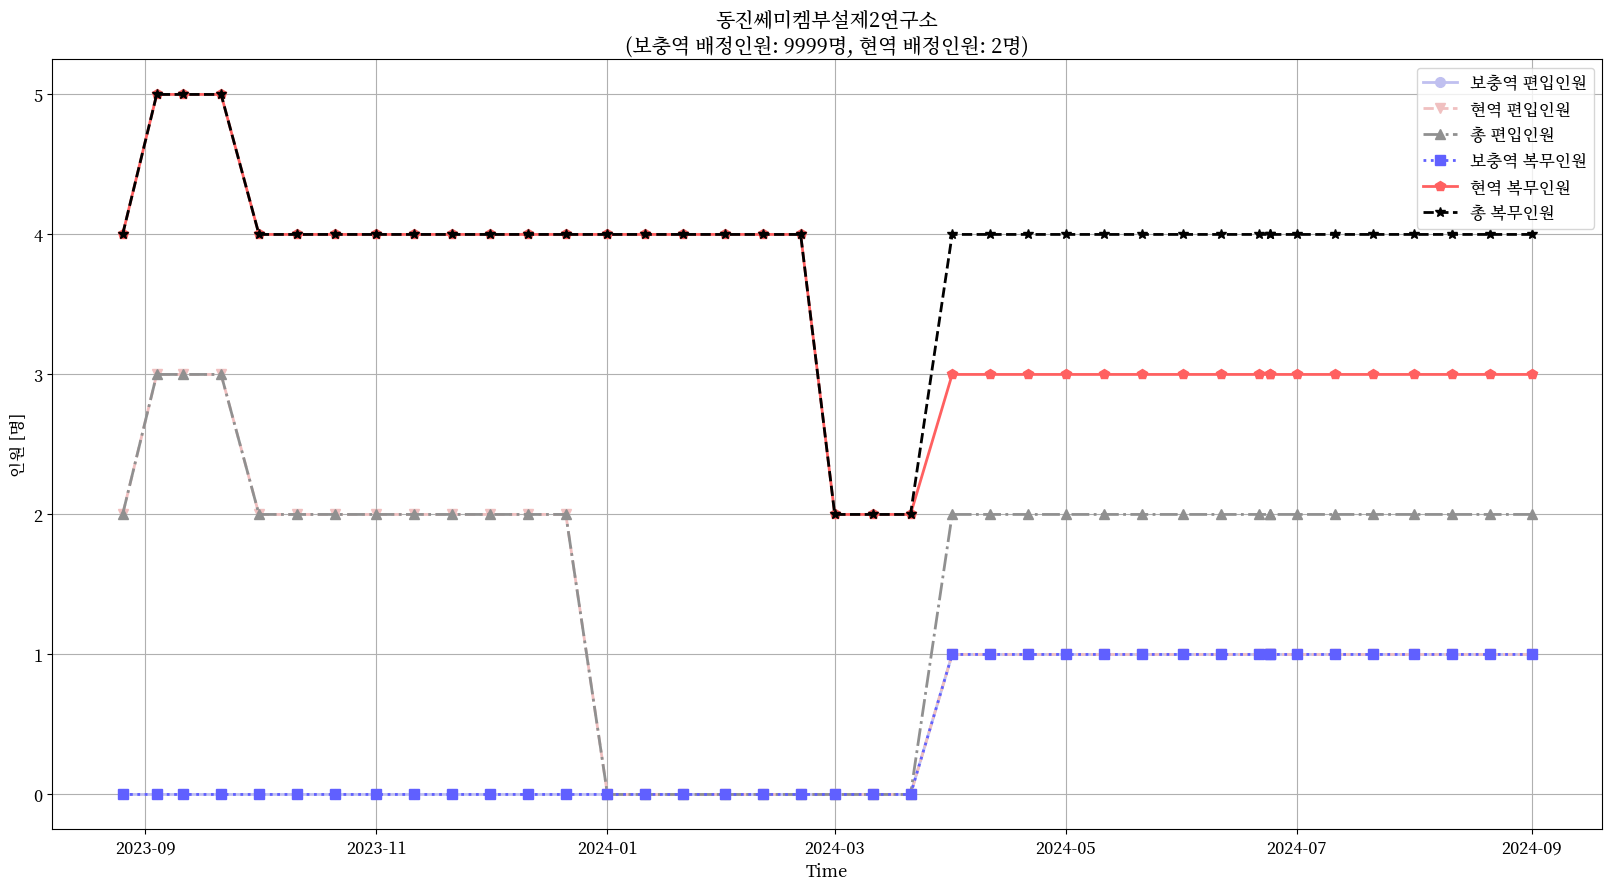 동진쎄미켐부설제2연구소
(보충역 배정인원: 9999명, 현역 배정인원: 2명)
보충역 편입인원
현역 편입인원
총 편입인원
보충역 복무인원
현역 복무인원
총 복무인원
인원 [명]
5
4
3
2
1
0
2023-09
2023-11
2024-01
2024-03
2024-05
2024-07
2024-09
Time